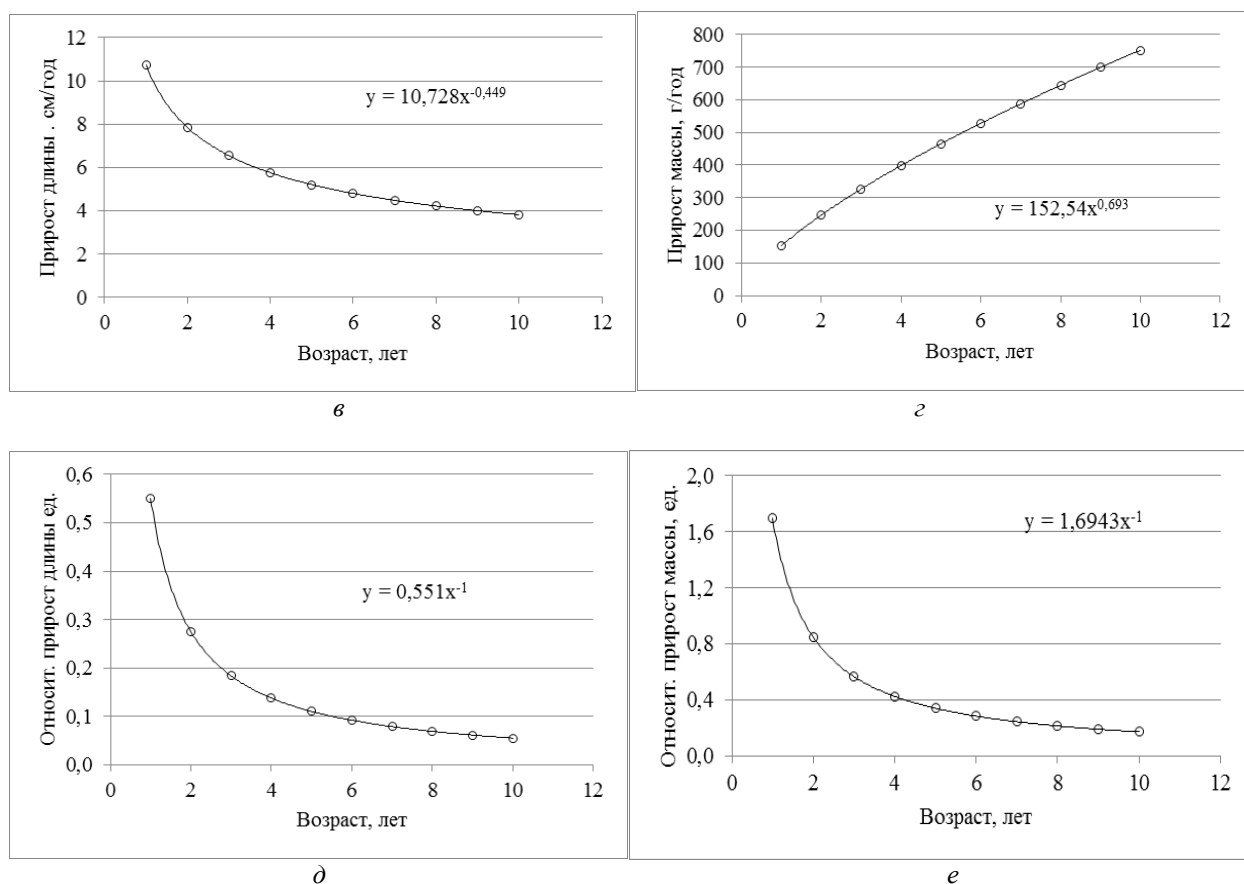 12
10
8
6
4
2
0
Прирост длины . см/год
y = 10,728x^-0,449
0 2 4 6 8 10 12
Возраст, лет
в
800
700
600
500
400
300
200
100
0
Прирост массы, г/год
y = 152,54x^0,693
0 2 4 6 8 10 12
Возраст, лет
г
0,6
0,5
0,4
0,3
0,2
0,1
0,0
Относит. прирост длины ед.
y = 0,551x^-1
0 2 4 6 8 10 12
Возраст, лет
д
2,0
1,6
1,2
0,8
0,4
0,0
Относит. прирост массы, ед.
y = 1,6943x^-1
0 2 4 6 8 10 12
Возраст, лет
е